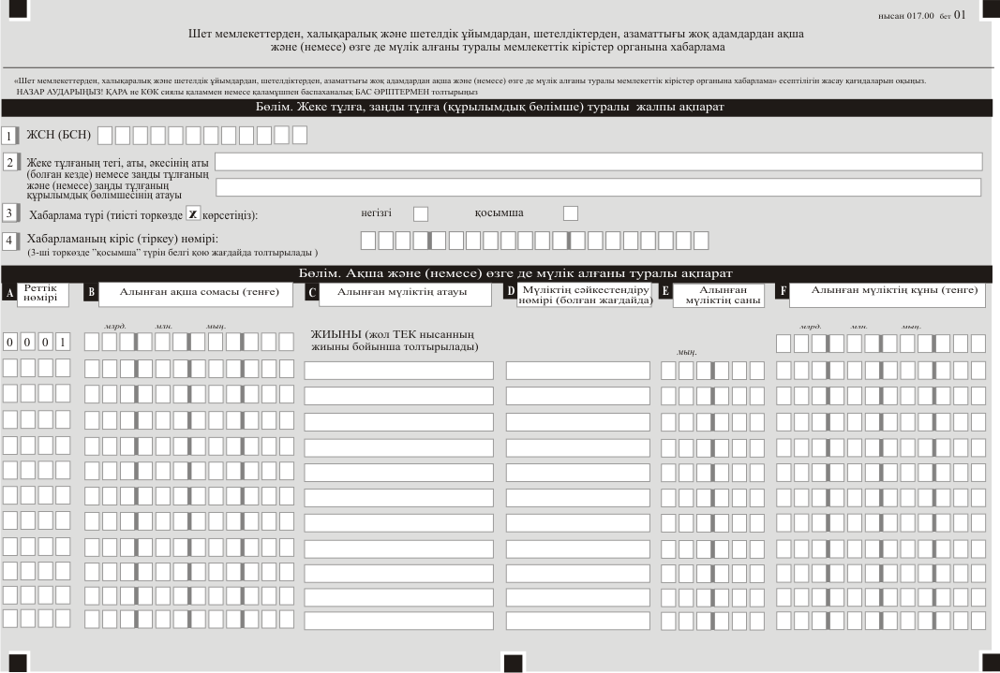 нысан 017.00 бет 01
Шет мемлекеттерден, халықаралық және шетелдік ұйымдардан, шетелдіктерден, азаматтығы жоқ адамдардан ақша
және (немесе) өзге де мүлік алғаны туралы мемлекеттік кірістер органына хабарлама
«Шет мемлекеттерден, халықаралық және шетелдік ұйымдардан, шетелдіктерден, азаматтығы жоқ адамдардан ақша және (немесе) өзге де мүлік алғаны туралы мемлекеттік кірістер органына хабарлама» есептілігін жасау қағидаларын оқыңыз.
НАЗАР АУДАРЫҢЫЗ! ҚАРА не КӨК сиялы қаламмен немесе қаламұшпен баспаханалық БАС ӘРІПТЕРМЕН толтырыңыз
Бөлім. Жеке тұлға, заңды тұлға (құрылымдық бөлімше) туралы жалпы ақпарат
1 ЖСН (БСН)
2 Жеке тұлғаның тегі, аты, әкесінің аты
(болған кезде) немесе заңды тұлғаның
және (немесе) заңды тұлғаның
құрылымдық бөлімшесінің атауы
3 Хабарлама түрі (тиісті торкөзде X көрсетіңіз): негізгі қосымша
4 Хабарламаның кіріс (тіркеу) нөмірі:
(3-ші торкөзде "қосымша" түрін белгі қою жағдайда толтырылады )
Бөлім. Ақша және (немесе) өзге де мүлік алғаны туралы ақпарат
A Реттік
нөмірі
B Алынған ақша сомасы (тенге)
C Алынған мүліктің атауы
D Мүліктің сәйкестендіру
нөмірі (болған жағдайда)
E Алынған
мүліктің саны
F Алынған мүліктің құны (тенге)
млрд. млн. мың. млрд. млн. мың.
0 0 0 1 ЖИЫНЫ (жол ТЕК нысанның
жиыны бойынша толтырылады)
мың.